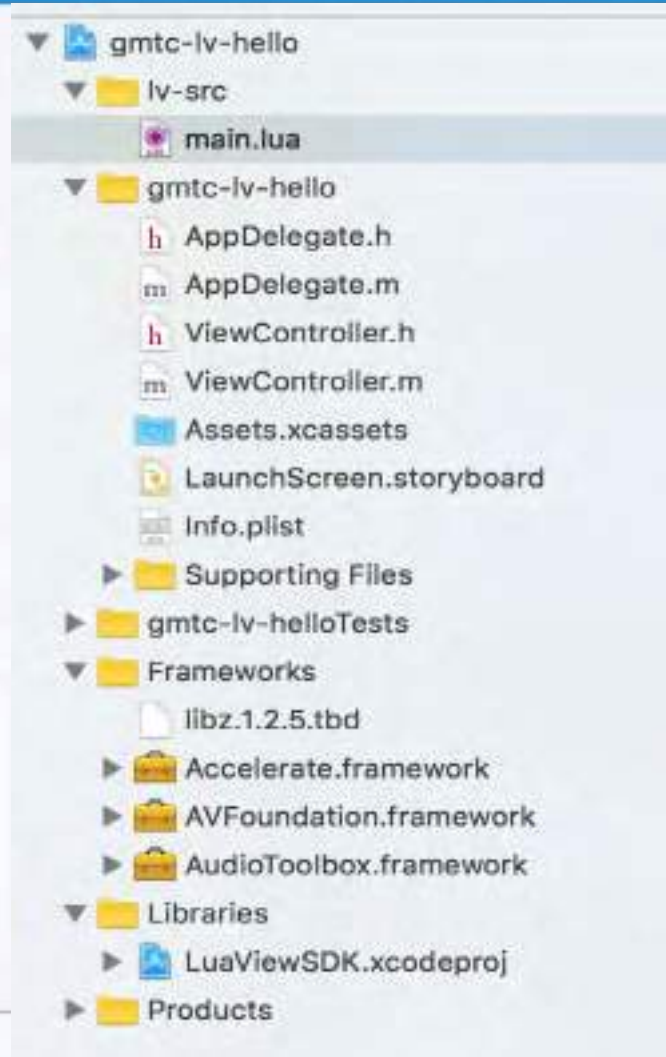 gmtc-lv-hello
lv-src
main.lua
gmtc-lv-hello
h AppDelegate.h
m AppDelegate.m
h ViewController.h
m ViewController.m
Assets.xcassets
LaunchScreen.storyboard
Info.plist
Supporting Files
gmtc-lv-helloTests
Frameworks
libz.1.2.5.tbd
Accelerate.framework
AVFoundation.framework
AudioToolbox.framework
Libraries
LuaViewSDK.xcodeproj
Products